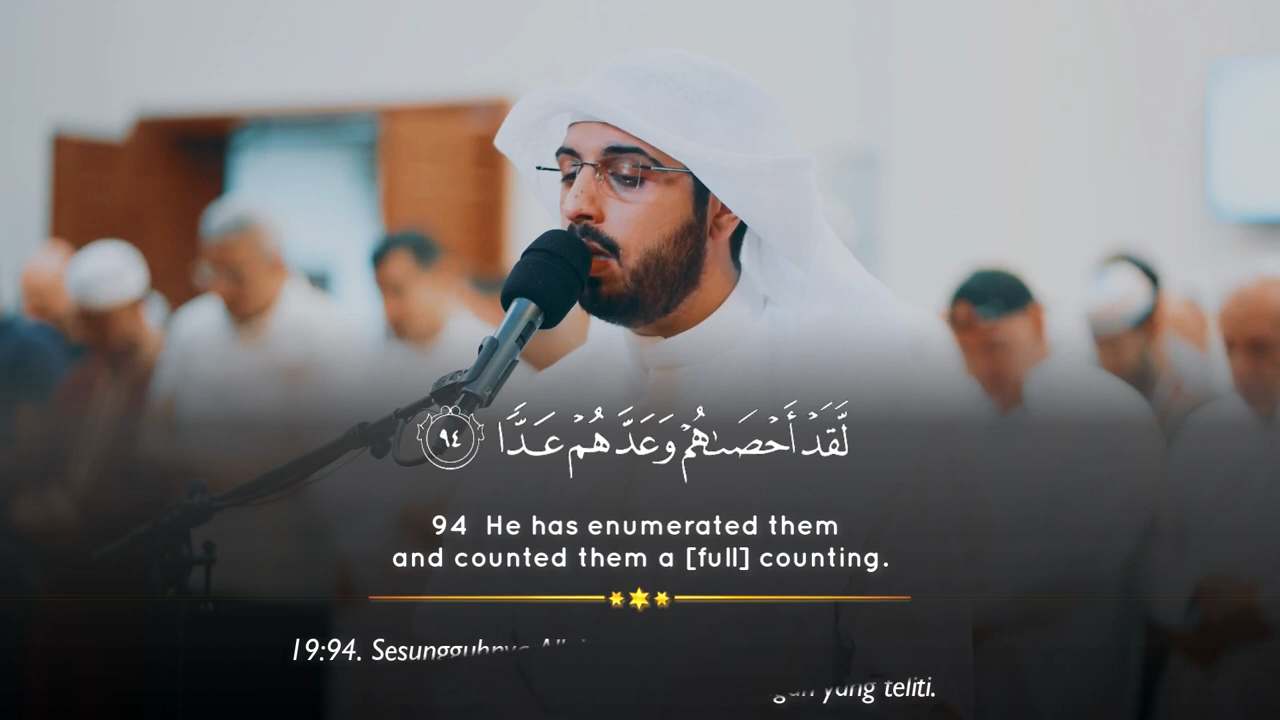 لَّقَدْ أَحْصَىٰهُمْ وَعَدَّهُمْ عَدًّا ٩٤
94 He has enumerated them
and counted them a [full] counting.
19:94. Sesungguhnya
yang teliti.